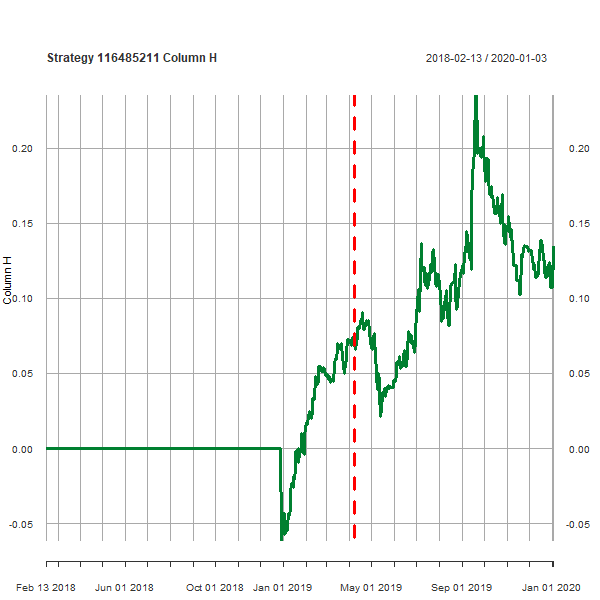 Strategy 116485211 Column H
2018-02-13 / 2020-01-03
0.20
0.20
0.15
0.15
Column H
0.10
0.10
0.05
0.05
0.00
0.00
-0.05
-0.05
Feb 13 2018
Jun 01 2018
Oct 01 2018
Jan 01 2019
May 01 2019
Sep 01 2019
Jan 01 2020